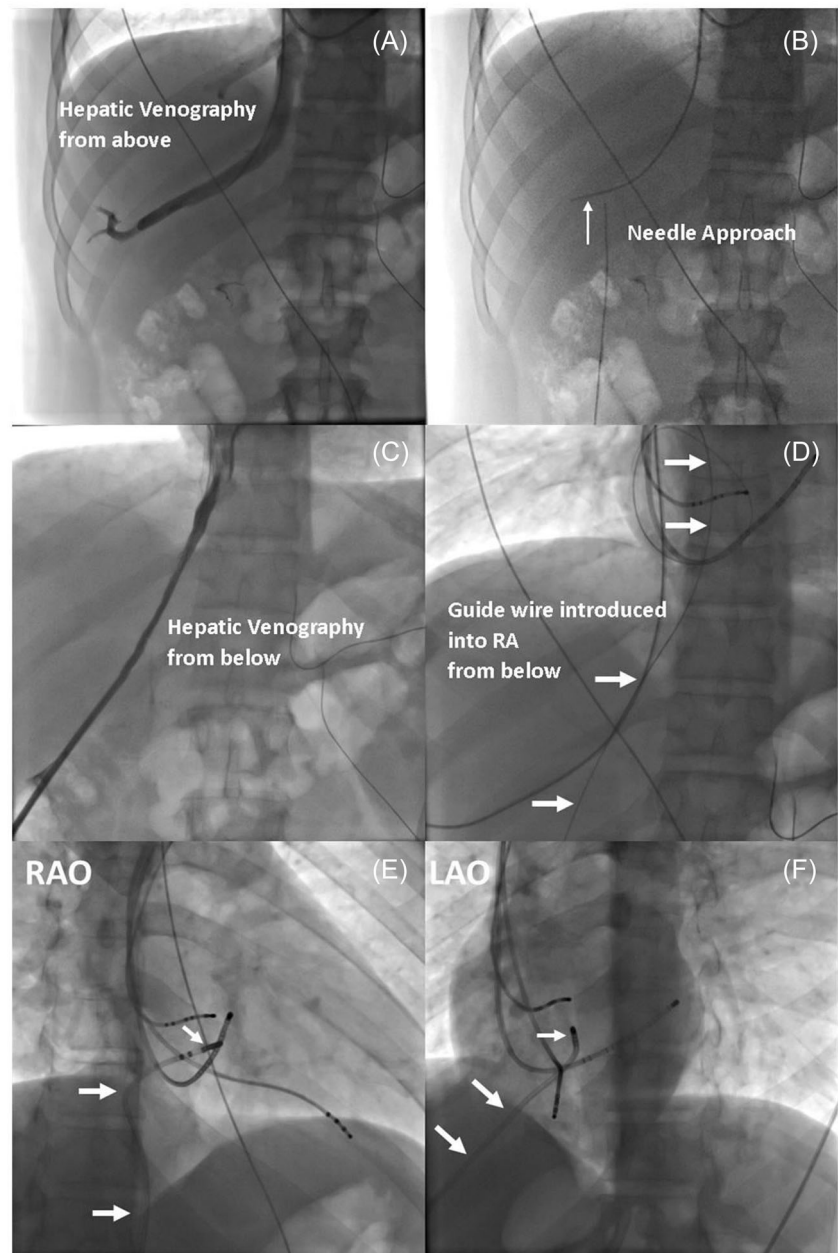 (A)
Hepatic Venography
from above
(B)
Needle Approach
(C)
Hepatic Venography
from below
(D)
Guide wire introduced
into RA
from below
RAO
(E)
LAO
(F)